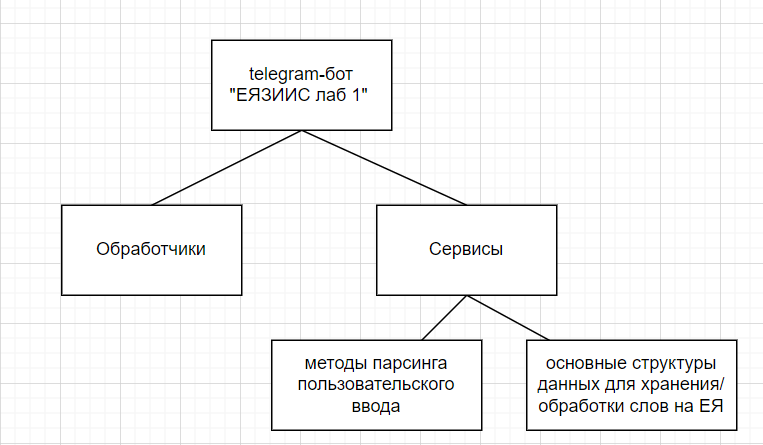 telegram-бот
"ЕЯЗИИС лаб 1"
Обработчики
Сервисы
методы парсинга
пользовательского
ввода
основные структуры
данных для хранения/
обработки слов на ЕЯ